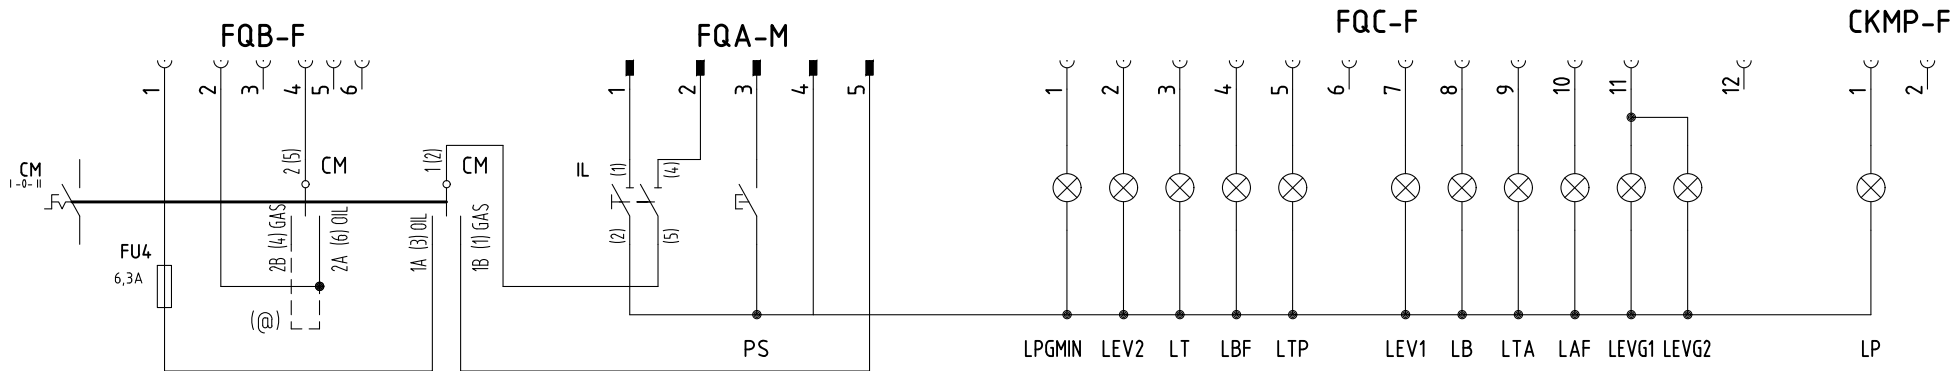 FQB-F FQA-M FQC-F CKMP-F
1 2 3 4 5 6 1 2 3 4 5 1 2 3 4 5 6 7 8 9 10 11 12 1 2
CM
I -0- II
2 (5) CM
1 (2) CM
IL (1) (4)
2B (4) GAS
2A (6) OIL
1A (3) OIL
1B (1) GAS
(2) (5)
FU4
6,3A
(@)
PS LPGMIN LEV2 LT LBF LTP LEV1 LB LTA LAF LEVG1 LEVG2 LP